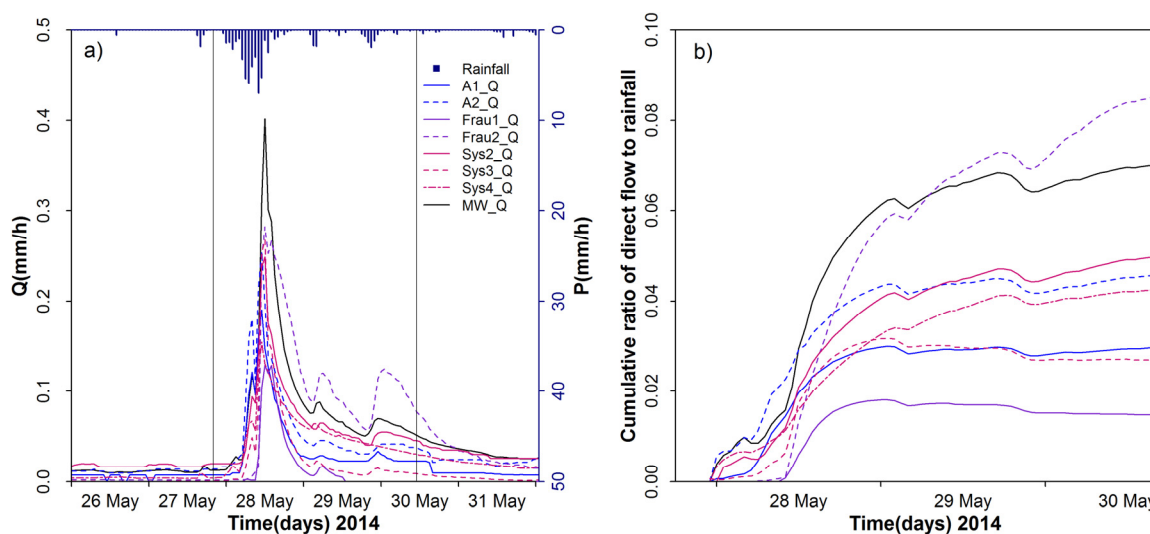 a)
0.5
0.4
0.3
0.2
0.1
0.0
Q(mm/h)
0
10
20
30
40
50
P(mm/h)
Rainfall
A1_Q
A2_Q
Frau1_Q
Frau2_Q
Sys2_Q
Sys3_Q
Sys4_Q
MW_Q
26 May 27 May 28 May 29 May 30 May 31 May
Time(days) 2014
b)
0.10
0.08
0.06
0.04
0.02
0.00
Cumulative ratio of direct flow to rainfall
28 May 29 May 30 May
Time(days) 2014